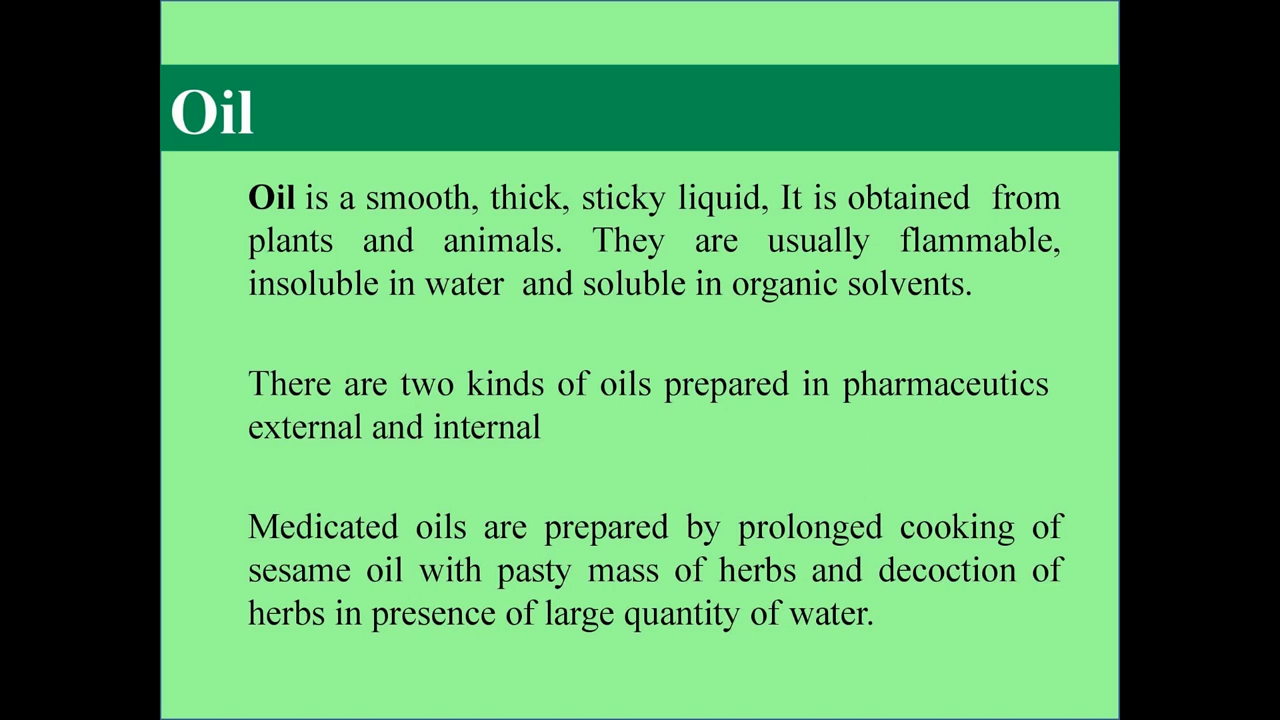 Oil
Oil is a smooth, thick, sticky liquid, It is obtained from
plants and animals. They are usually flammable,
insoluble in water and soluble in organic solvents.
There are two kinds of oils prepared in pharmaceutics
external and internal
Medicated oils are prepared by prolonged cooking of
sesame oil with pasty mass of herbs and decoction of
herbs in presence of large quantity of water.